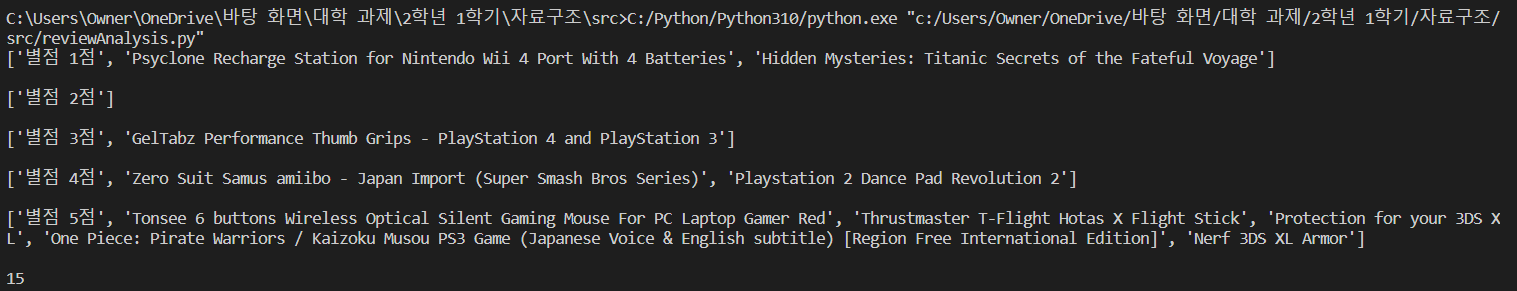 C:\Users\Owner\OneDrive\바탕 화면\대학 과제\2학년 1학기\자료구조\src>C:/Python/Python310/python.exe "c:/Users/Owner/OneDrive/바탕 화면/대학 과제/2학년 1학기/자료구조/
src/reviewAnalysis.py"
['별점 1점', 'Psyclone Recharge Station for Nintendo Wii 4 Port With 4 Batteries', 'Hidden Mysteries: Titanic Secrets of the Fateful Voyage']
['별점 2점']
['별점 3점', 'GelTabz Performance Thumb Grips - PlayStation 4 and PlayStation 3']
['별점 4점', 'Zero Suit Samus amiibo - Japan Import (Super Smash Bros Series)', 'Playstation 2 Dance Pad Revolution 2']
['별점 5점', 'Tonsee 6 buttons Wireless Optical Silent Gaming Mouse For PC Laptop Gamer Red', 'Thrustmaster T-Flight Hotas X Flight Stick', 'Protection for your 3DS X
L', 'One Piece: Pirate Warriors / Kaizoku Musou PS3 Game (Japanese Voice & English subtitle) [Region Free International Edition]', 'Nerf 3DS XL Armor']
15